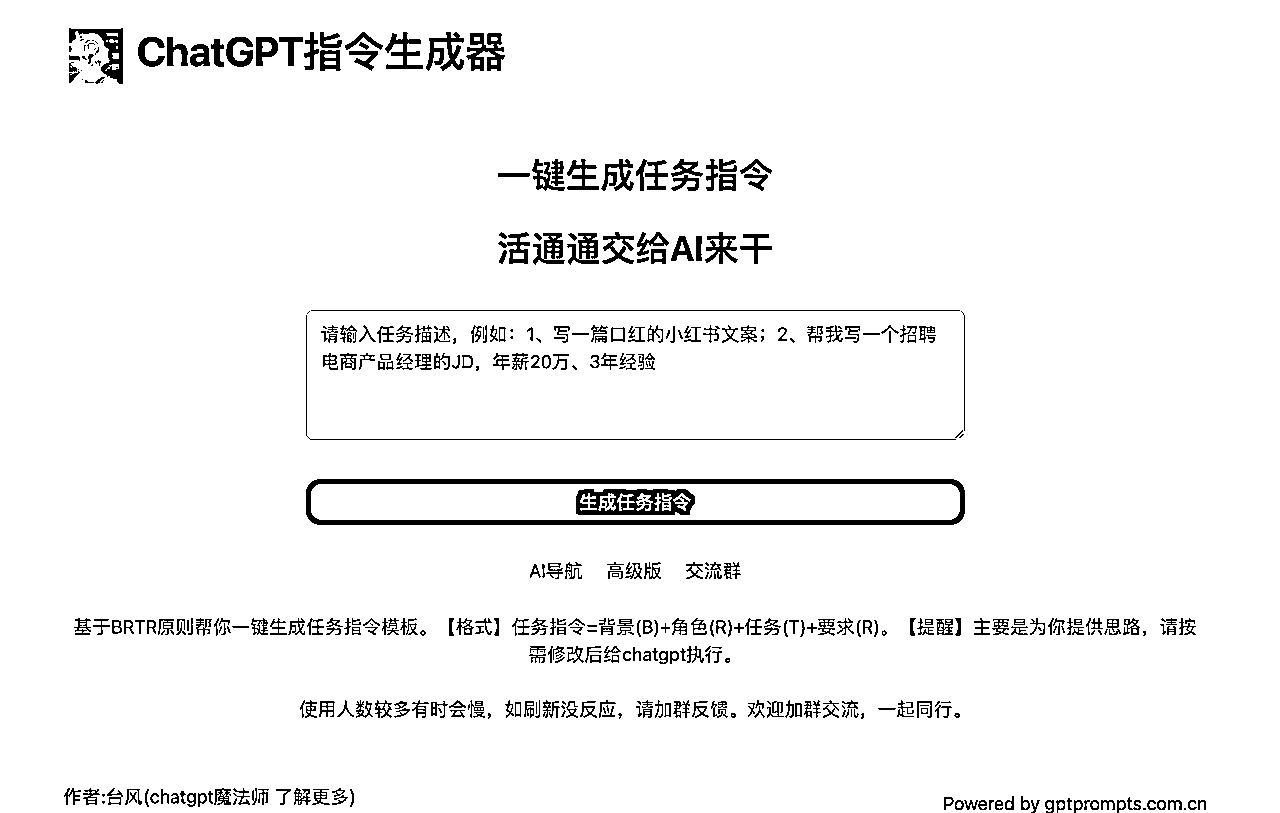 ChatGPT指令生成器
一键生成任务指令
活通通交给AI来干
请输入任务描述，例如：1、写一篇口红的小红书文案；2、帮我写一个招聘
电商产品经理的JD，年薪20万、3年经验
生成任务指令
AI导航 高级版 交流群
基于BRTR原则帮你一键生成任务指令模板。【格式】任务指令=背景(B)+角色(R)+任务(T)+要求(R)。【提醒】主要是为你提供思路，请按
需修改后给chatgpt执行。
使用人数较多有时会慢，如刷新没反应，请加群反馈。欢迎加群交流，一起同行。
作者:台风(chatgpt魔法师 了解更多)
Powered by gptprompts.com.cn